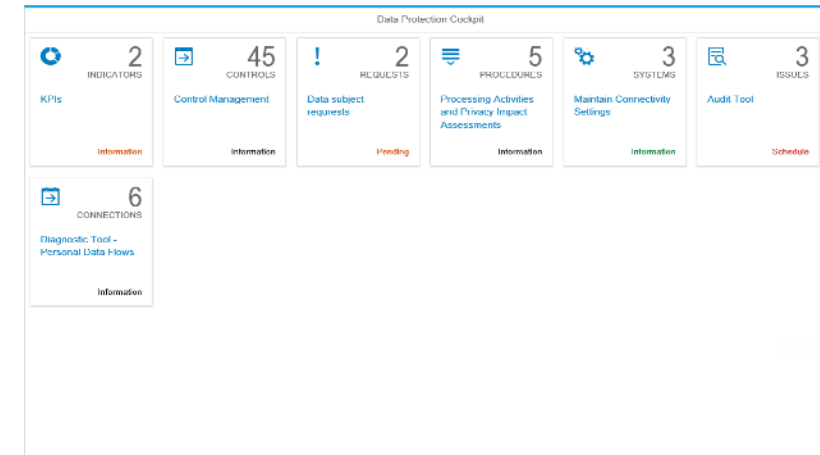 Data Protection Cockpit
2
INDICATORS
KPIs
Information
45
CONTROLS
Control Management
Information
!
2
REQUESTS
Data subject
requrests
Pending
5
PROCEDURES
Processing Activities
and Privacy Impact
Assessments
Information
3
SYSTEMS
Maintain Connectivity
Settings
Information
3
ISSUES
Audit Tool
Schedule
6
CONNECTIONS
Diagnostic Tool -
Personal Data Flows
Information